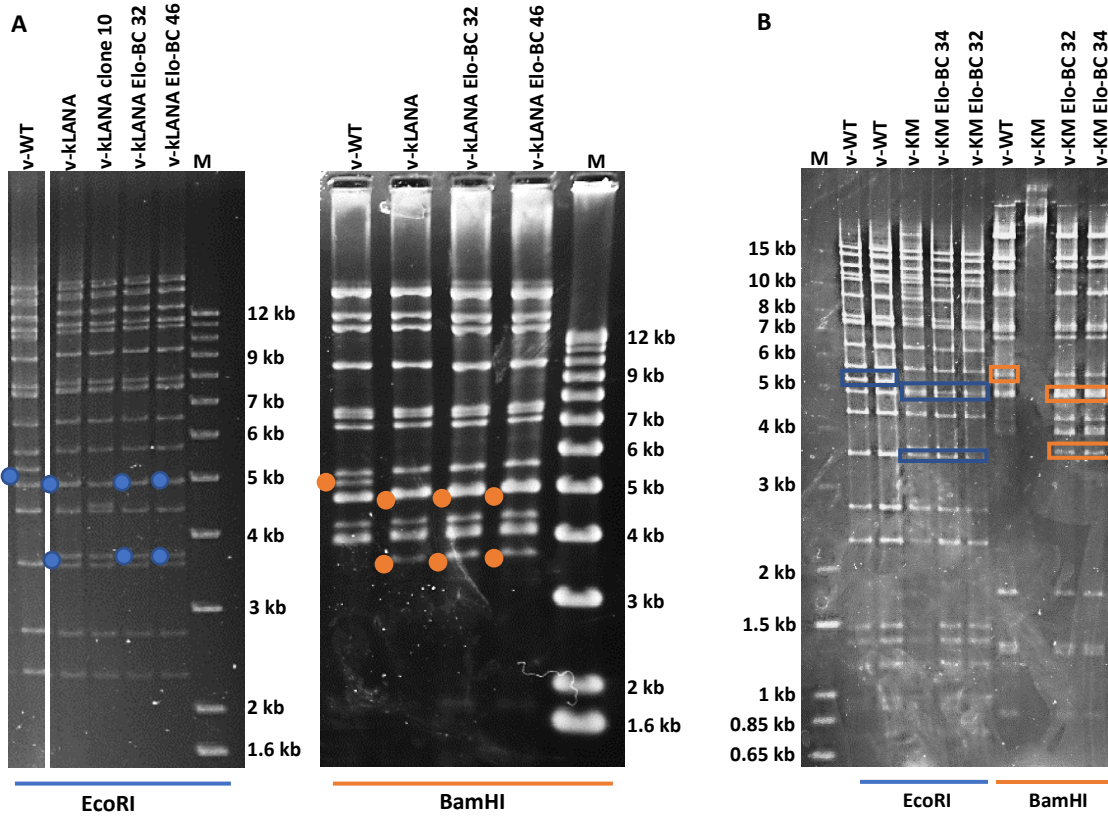 A
v-WT
v-kLANA
v-kLANA clone 10
v-kLANA Elo-BC 32
v-kLANA Elo-BC 46
M
12 kb
9 kb
7 kb
6 kb
5 kb
4 kb
3 kb
2 kb
1.6 kb
EcoRI
v-WT
v-kLANA
v-kLANA Elo-BC 32
v-kLANA Elo-BC 46
M
12 kb
9 kb
7 kb
6 kb
5 kb
4 kb
3 kb
2 kb
1.6 kb
BamHI
B
M
v-WT
v-WT
v-KM
v-KM Elo-BC 34
v-KM Elo-BC 32
v-WT
v-KM
v-KM Elo-BC 32
v-KM Elo-BC 34
15 kb
10 kb
8 kb
7 kb
6 kb
5 kb
4 kb
3 kb
2 kb
1.5 kb
1 kb
0.85 kb
0.65 kb
EcoRI
BamHI